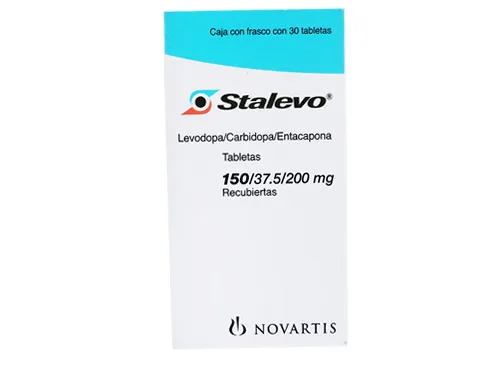 Caja con frasco con 30 tabletas
Stalevo®
Levodopa/Carbidopa/Entacapona
Tabletas
150/37.5/200 mg
Recubiertas
NOVARTIS